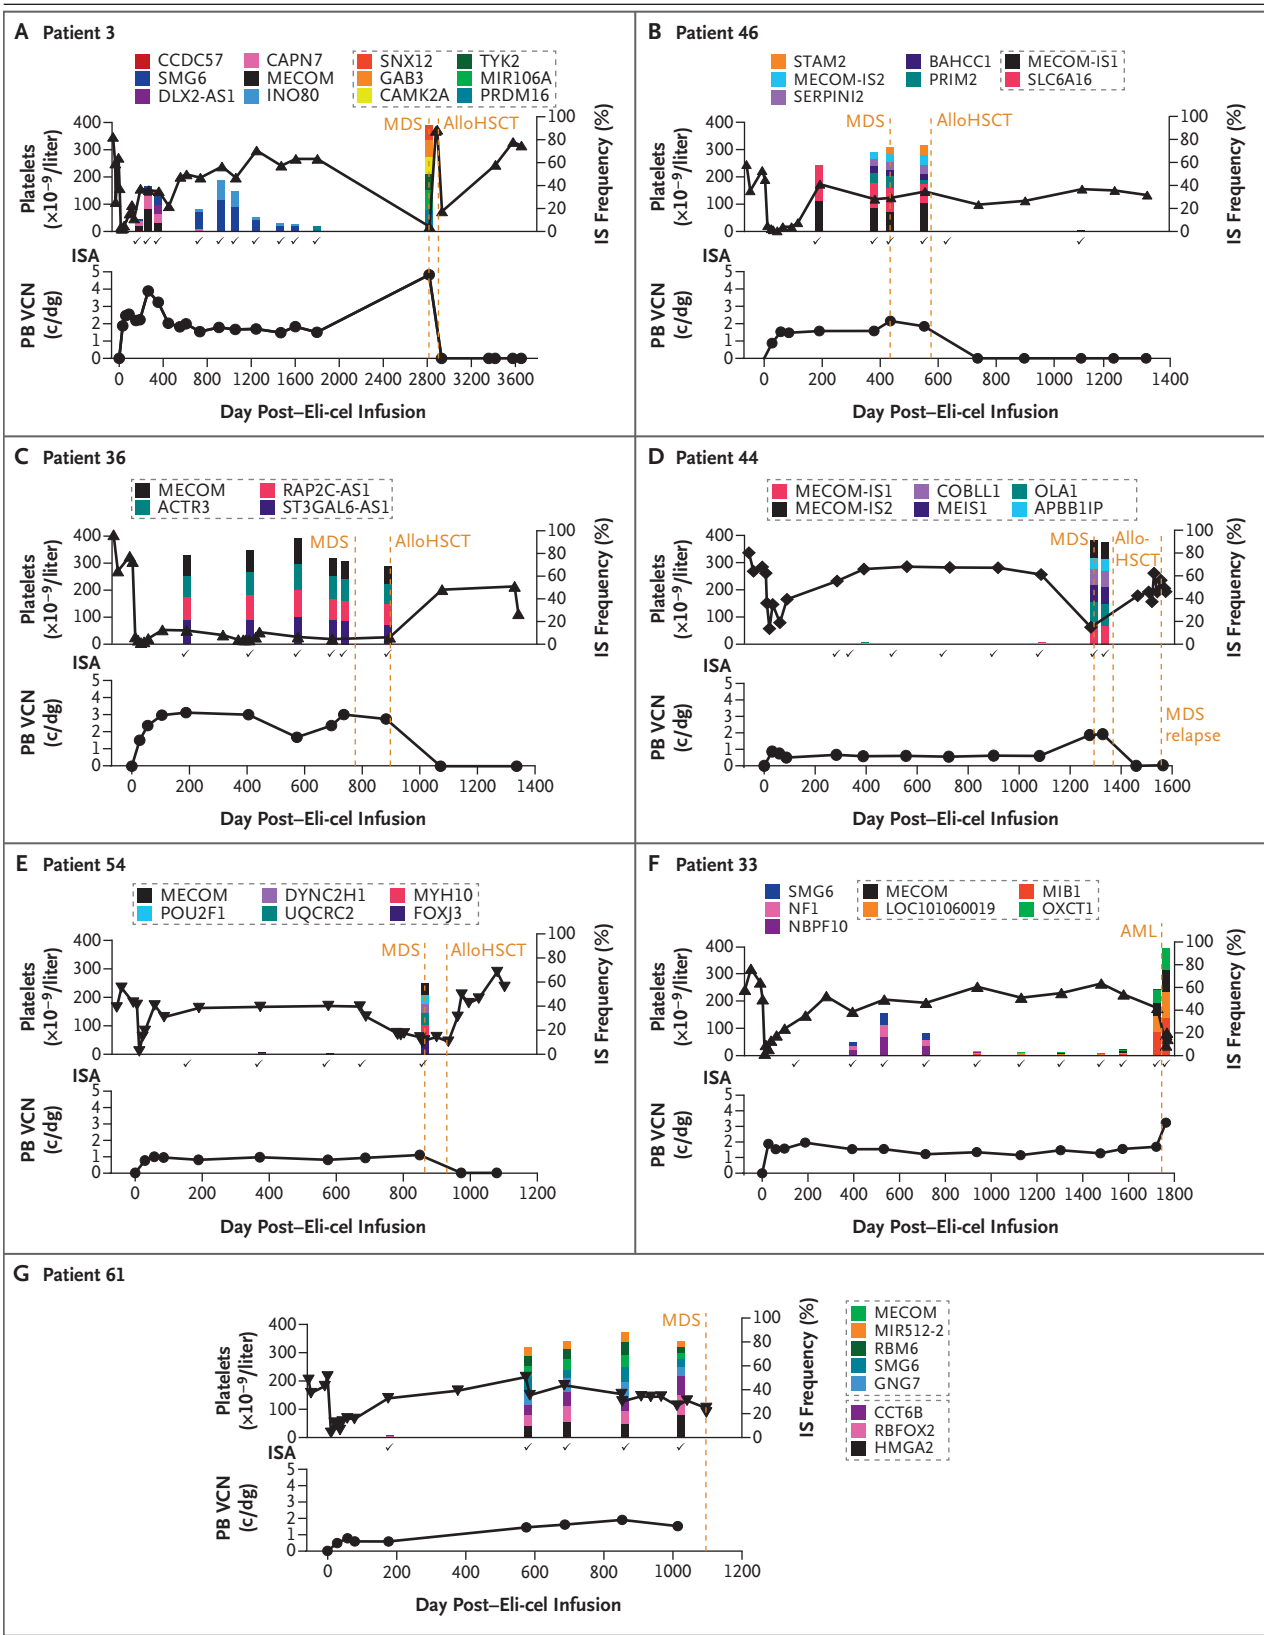 A Patient 3
CCDC57 CAPN7 SNX12 TYK2
SMG6 MECOM GAB3 MIR106A
DLX2-AS1 INO80 CAMK2A PRDM16
MDS AlloHSCT
Platelets (×10−9/liter)
400 300 200 100 0
IS Frequency (%)
100 80 60 40 20 0
✓ ✓ ✓ ✓ ✓ ✓ ✓ ✓ ✓ ✓
ISA
PB VCN (c/dg)
5 4 3 2 1 0
0 400 800 1200 1600 2000 2400 2800 3200 3600
Day Post–Eli-cel Infusion
B Patient 46
STAM2 BAHCC1 MECOM-IS1
MECOM-IS2 PRIM2 SLC6A16
SERPINI2
MDS AlloHSCT
Platelets (×10−9/liter)
400 300 200 100 0
IS Frequency (%)
100 80 60 40 20 0
✓ ✓ ✓ ✓ ✓ ✓
ISA
PB VCN (c/dg)
5 4 3 2 1 0
0 200 400 600 800 1000 1200 1400
Day Post–Eli-cel Infusion
C Patient 36
MECOM RAP2C-AS1
ACTR3 ST3GAL6-AS1
MDS AlloHSCT
Platelets (×10−9/liter)
400 300 200 100 0
IS Frequency (%)
100 80 60 40 20 0
✓ ✓ ✓ ✓ ✓ ✓
ISA
PB VCN (c/dg)
5 4 3 2 1 0
0 200 400 600 800 1000 1200 1400
Day Post–Eli-cel Infusion
D Patient 44
MECOM-IS1 COBLL1 OLA1
MECOM-IS2 MEIS1 APBB1IP
MDS Allo-
HSCT
Platelets (×10−9/liter)
400 300 200 100 0
IS Frequency (%)
100 80 60 40 20 0
✓ ✓ ✓ ✓ ✓ ✓ ✓ ✓ ✓
ISA
PB VCN (c/dg)
5 4 3 2 1 0
MDS
relapse
0 200 400 600 800 1000 1200 1400 1600
Day Post–Eli-cel Infusion
E Patient 54
MECOM DYNC2H1 MYH10
POU2F1 UQCRC2 FOXJ3
MDS AlloHSCT
Platelets (×10−9/liter)
400 300 200 100 0
IS Frequency (%)
100 80 60 40 20 0
✓ ✓ ✓ ✓ ✓
ISA
PB VCN (c/dg)
5 4 3 2 1 0
0 200 400 600 800 1000 1200
Day Post–Eli-cel Infusion
F Patient 33
SMG6 MECOM MIB1
NF1 LOC101060019 OXCT1
NBPF10
AML
Platelets (×10−9/liter)
400 300 200 100 0
IS Frequency (%)
100 80 60 40 20 0
✓ ✓ ✓ ✓ ✓ ✓ ✓ ✓ ✓ ✓ ✓
ISA
PB VCN (c/dg)
5 4 3 2 1 0
0 200 400 600 800 1000 1200 1400 1600 1800
Day Post–Eli-cel Infusion
G Patient 61
MDS
Platelets (×10−9/liter)
400 300 200 100 0
IS Frequency (%)
100 80 60 40 20 0
MECOM
MIR512-2
RBM6
SMG6
GNG7
CCT6B
RBFOX2
HMGA2
✓ ✓ ✓ ✓ ✓
ISA
PB VCN (c/dg)
5 4 3 2 1 0
0 200 400 600 800 1000 1200
Day Post–Eli-cel Infusion